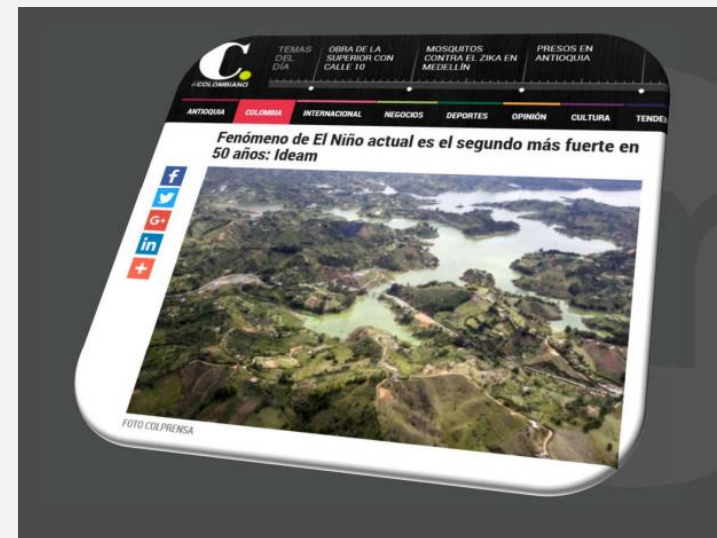 TEMAS
DEL
DÍA
OBRA DE LA
SUPERIOR CON
CALLE 10
MOSQUITOS
CONTRA EL ZIKA EN
MEDELLÍN
PRESOS EN
ANTIOQUIA
C.
ELCOLOMBIANO
ANTIOQUIA COLOMBIA INTERNACIONAL NEGOCIOS DEPORTES OPINIÓN CULTURA TENDE
Fenómeno de El Niño actual es el segundo más fuerte en
50 años: Ideam
f
G+
in
+
FOTO COLPRENSA